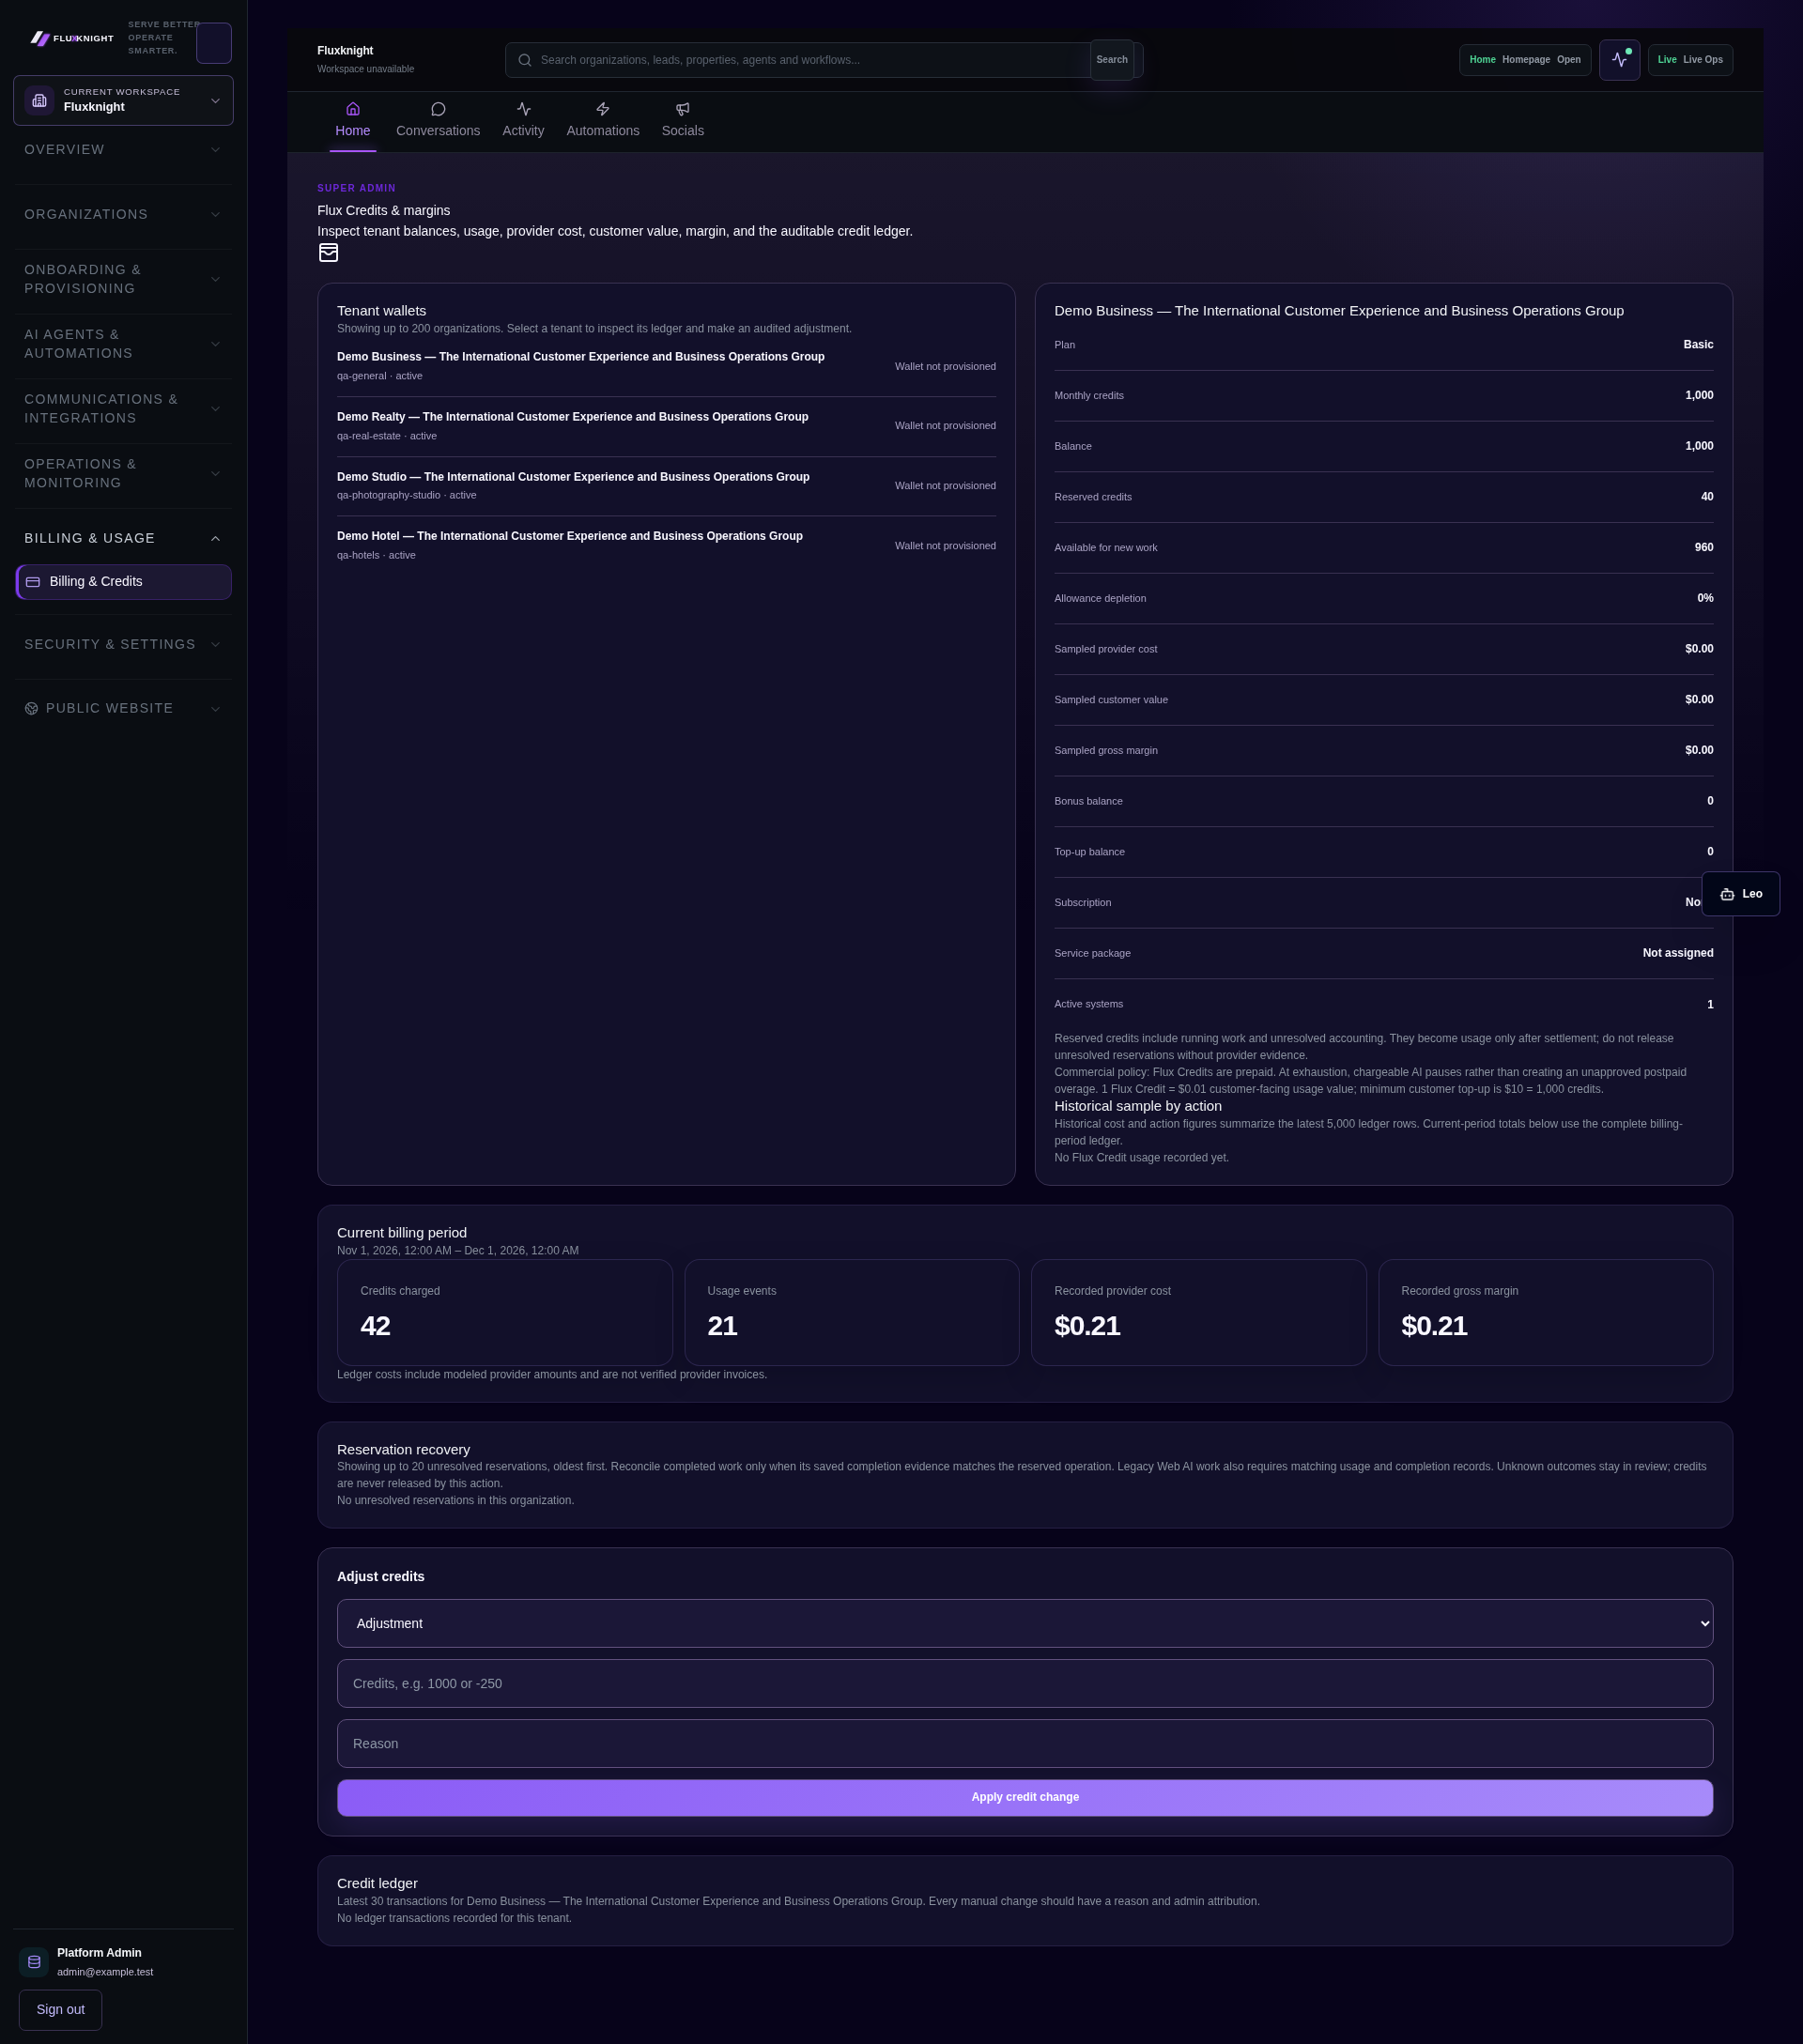 FLUXKNIGHT
SERVE BETTER
OPERATE
SMARTER.
CURRENT WORKSPACE
Fluxknight
OVERVIEW
ORGANIZATIONS
ONBOARDING &
PROVISIONING
AI AGENTS &
AUTOMATIONS
COMMUNICATIONS &
INTEGRATIONS
OPERATIONS &
MONITORING
BILLING & USAGE
Billing & Credits
SECURITY & SETTINGS
PUBLIC WEBSITE
Platform Admin
admin@example.test
Sign out
Fluxknight
Workspace unavailable
Search organizations, leads, properties, agents and workflows...
Search
Home Homepage Open
Live Live Ops
Home
Conversations
Activity
Automations
Socials
SUPER ADMIN
Flux Credits & margins
Inspect tenant balances, usage, provider cost, customer value, margin, and the auditable credit ledger.
Tenant wallets
Showing up to 200 organizations. Select a tenant to inspect its ledger and make an audited adjustment.
Demo Business — The International Customer Experience and Business Operations Group
qa-general · active
Wallet not provisioned
Demo Realty — The International Customer Experience and Business Operations Group
qa-real-estate · active
Wallet not provisioned
Demo Studio — The International Customer Experience and Business Operations Group
qa-photography-studio · active
Wallet not provisioned
Demo Hotel — The International Customer Experience and Business Operations Group
qa-hotels · active
Wallet not provisioned
Demo Business — The International Customer Experience and Business Operations Group
Plan Basic
Monthly credits 1,000
Balance 1,000
Reserved credits 40
Available for new work 960
Allowance depletion 0%
Sampled provider cost $0.00
Sampled customer value $0.00
Sampled gross margin $0.00
Bonus balance 0
Top-up balance 0
Subscription
Leo
Service package Not assigned
Active systems 1
Reserved credits include running work and unresolved accounting. They become usage only after settlement; do not release
unresolved reservations without provider evidence.
Commercial policy: Flux Credits are prepaid. At exhaustion, chargeable AI pauses rather than creating an unapproved postpaid
overage. 1 Flux Credit = $0.01 customer-facing usage value; minimum customer top-up is $10 = 1,000 credits.
Historical sample by action
Historical cost and action figures summarize the latest 5,000 ledger rows. Current-period totals below use the complete billing-
period ledger.
No Flux Credit usage recorded yet.
Current billing period
Nov 1, 2026, 12:00 AM – Dec 1, 2026, 12:00 AM
Credits charged
42
Usage events
21
Recorded provider cost
$0.21
Recorded gross margin
$0.21
Ledger costs include modeled provider amounts and are not verified provider invoices.
Reservation recovery
Showing up to 20 unresolved reservations, oldest first. Reconcile completed work only when its saved completion evidence matches the reserved operation. Legacy Web AI work also requires matching usage and completion records. Unknown outcomes stay in review; credits
are never released by this action.
No unresolved reservations in this organization.
Adjust credits
Adjustment
Credits, e.g. 1000 or -250
Reason
Apply credit change
Credit ledger
Latest 30 transactions for Demo Business — The International Customer Experience and Business Operations Group. Every manual change should have a reason and admin attribution.
No ledger transactions recorded for this tenant.